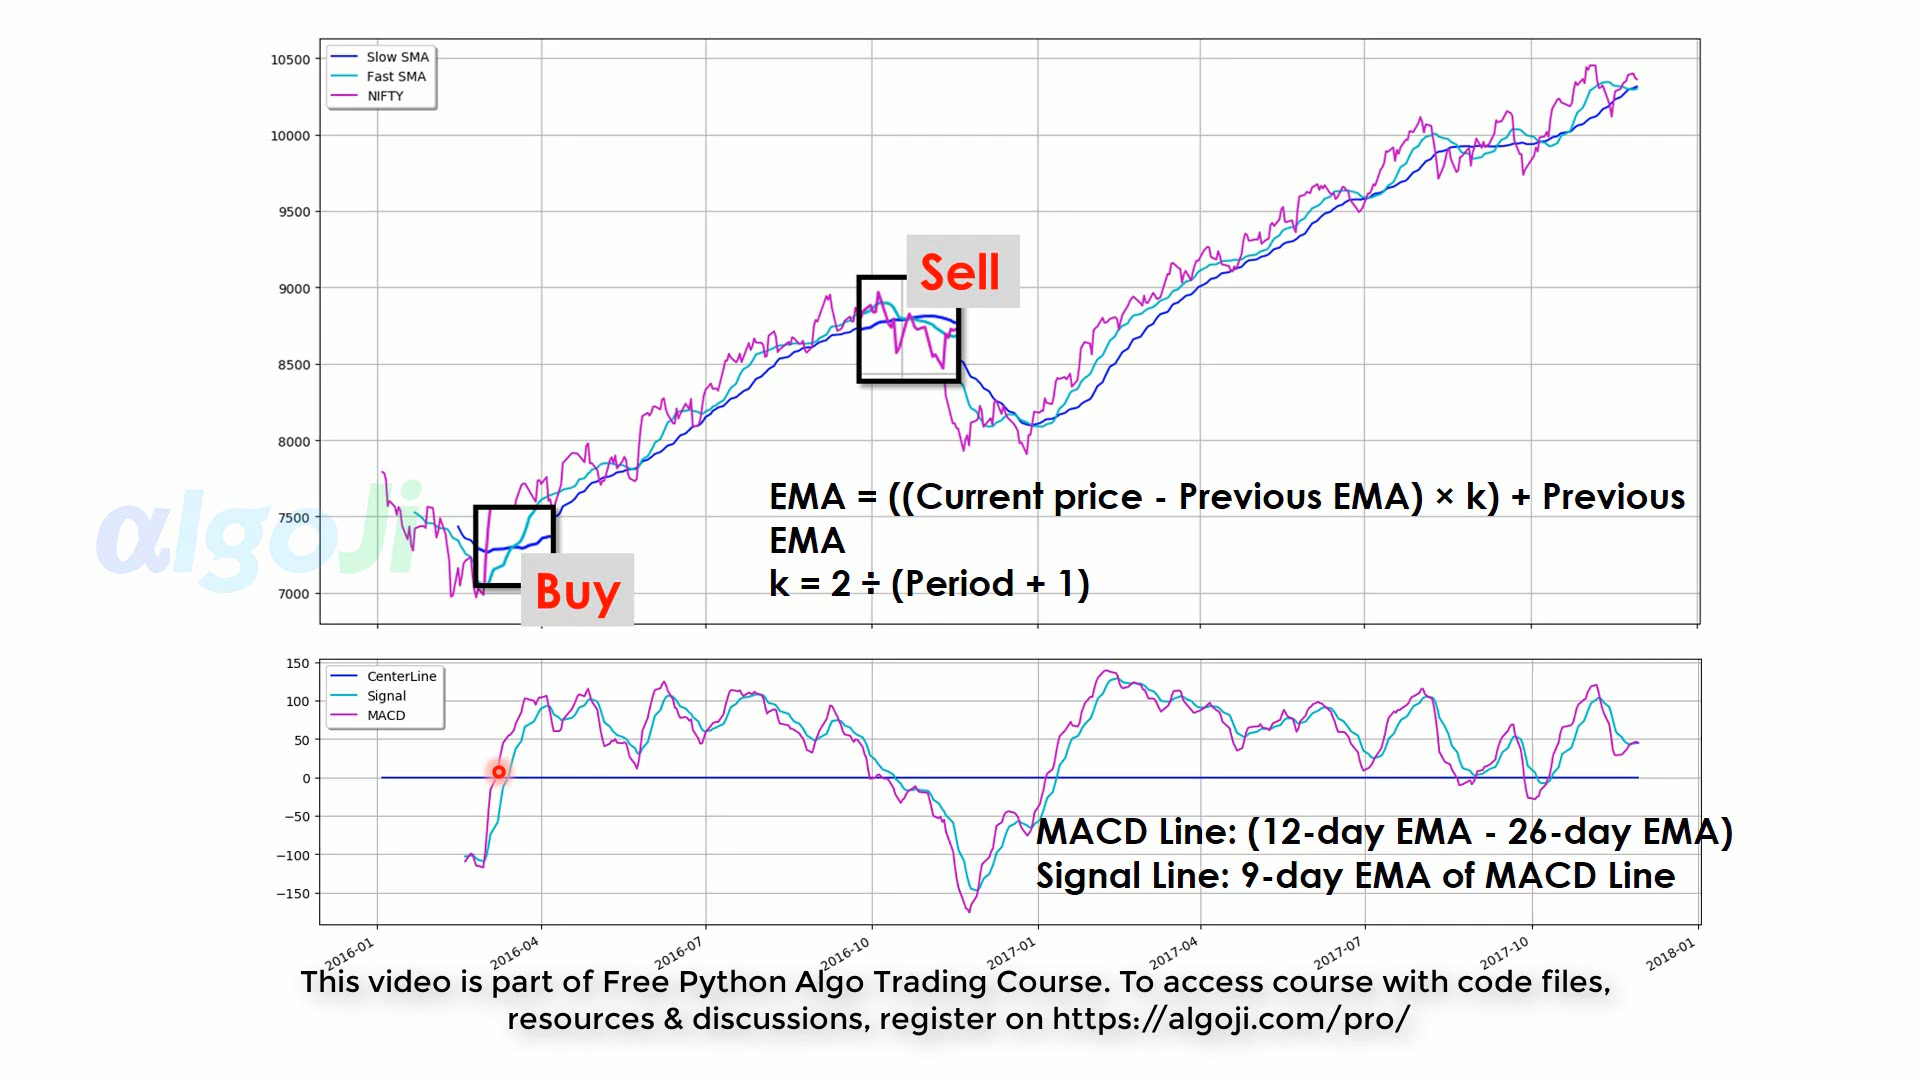 10500
Slow SMA
Fast SMA
NIFTY
10000
9500
Sell
9000
8500
8000
EMA = ((Current price - Previous EMA) × k) + Previous
EMA
k = 2 ÷ (Period + 1)
αlgoJi
7500
7000
Buy
150
CenterLine
Signal
MACD
100
50
0
−50
−100
−150
MACD Line: (12-day EMA - 26-day EMA)
Signal Line: 9-day EMA of MACD Line
2016-01 2016-04 2016-07 2016-10 2017-01 2017-04 2017-07 2017-10 2018-01
This video is part of Free Python Algo Trading Course. To access course with code files,
resources & discussions, register on https://algoji.com/pro/